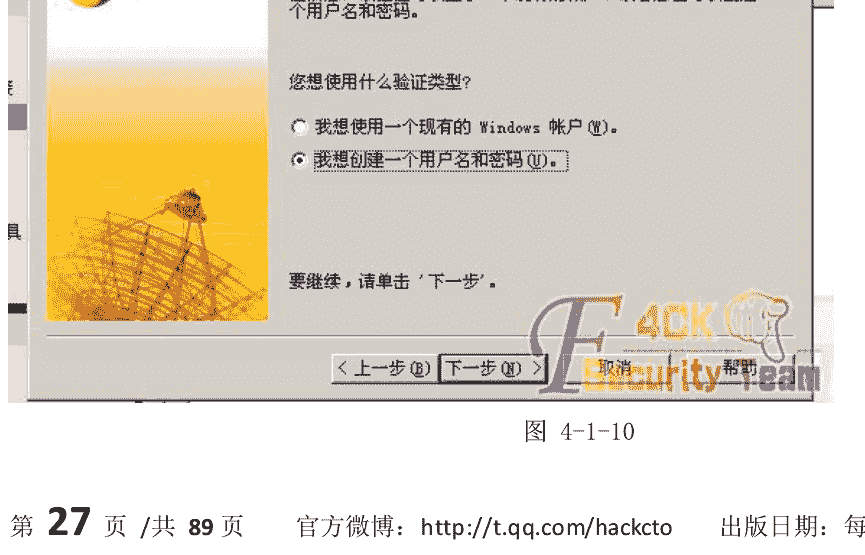 个用户名和密码。
您想使用什么验证类型?
我想使用一个现有的 Windows 帐户(W)。
我想创建一个用户名和密码(U)。
具
要继续，请单击 '下一步'。
F4CK
Security Team
< 上一步(B) 下一步(N) > 取消 帮助
图 4-1-10
第 27 页 /共 89 页 官方微博：http://t.qq.com/hackcto 出版日期：每